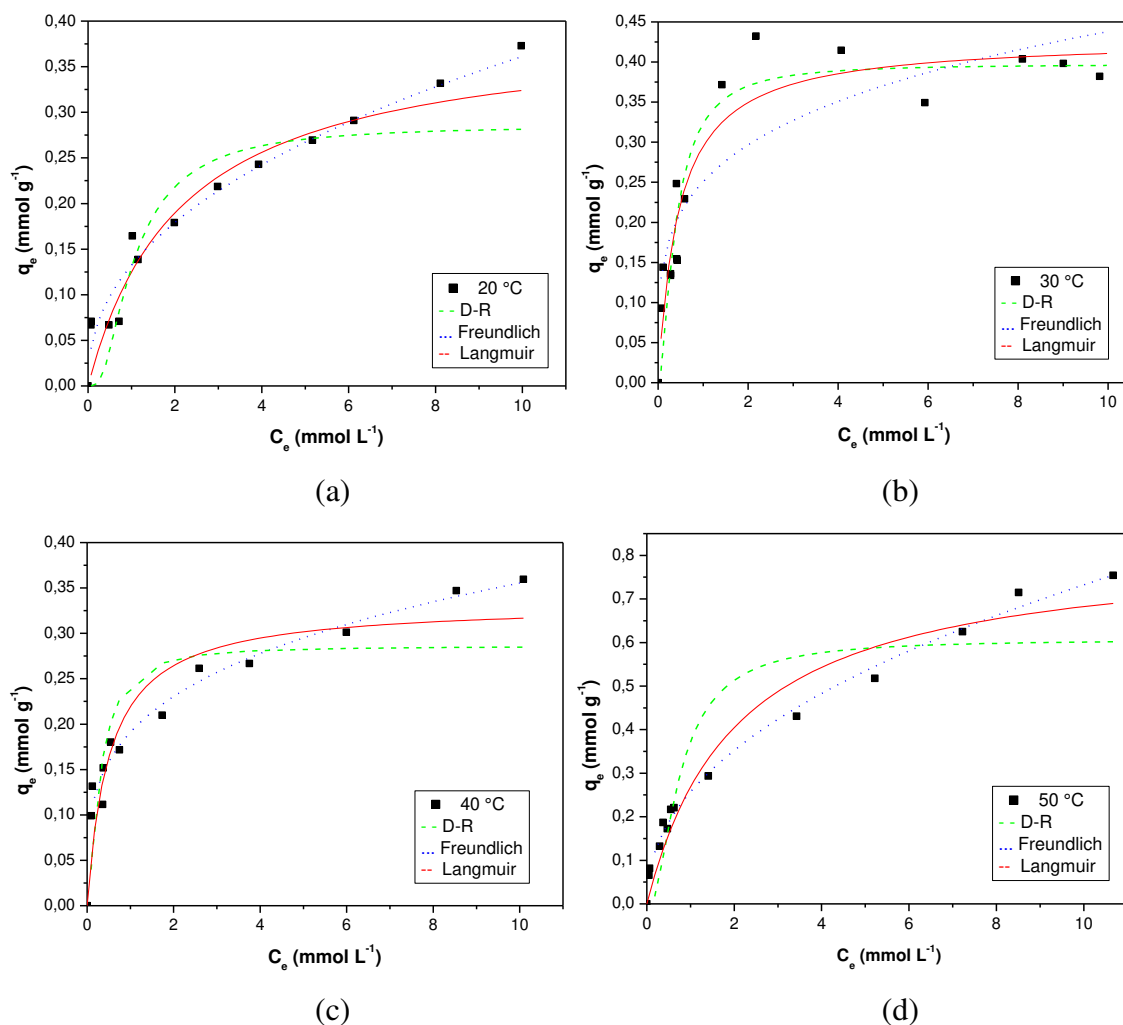 0,40
0,35
0,30
0,25
0,20
0,15
0,10
0,05
0,00
q_e (mmol g^-1)
0 2 4 6 8 10
C_e (mmol L^-1)
20 °C
D-R
Freundlich
Langmuir
(a)
0,45
0,40
0,35
0,30
0,25
0,20
0,15
0,10
0,05
0,00
q_e (mmol g^-1)
0 2 4 6 8 10
C_e (mmol L^-1)
30 °C
D-R
Freundlich
Langmuir
(b)
0,40
0,35
0,30
0,25
0,20
0,15
0,10
0,05
0,00
q_e (mmol g^-1)
0 2 4 6 8 10
C_e (mmol L^-1)
40 °C
D-R
Freundlich
Langmuir
(c)
0,8
0,7
0,6
0,5
0,4
0,3
0,2
0,1
0,0
q_e (mmol g^-1)
0 2 4 6 8 10
C_e (mmol L^-1)
50 °C
D-R
Freundlich
Langmuir
(d)